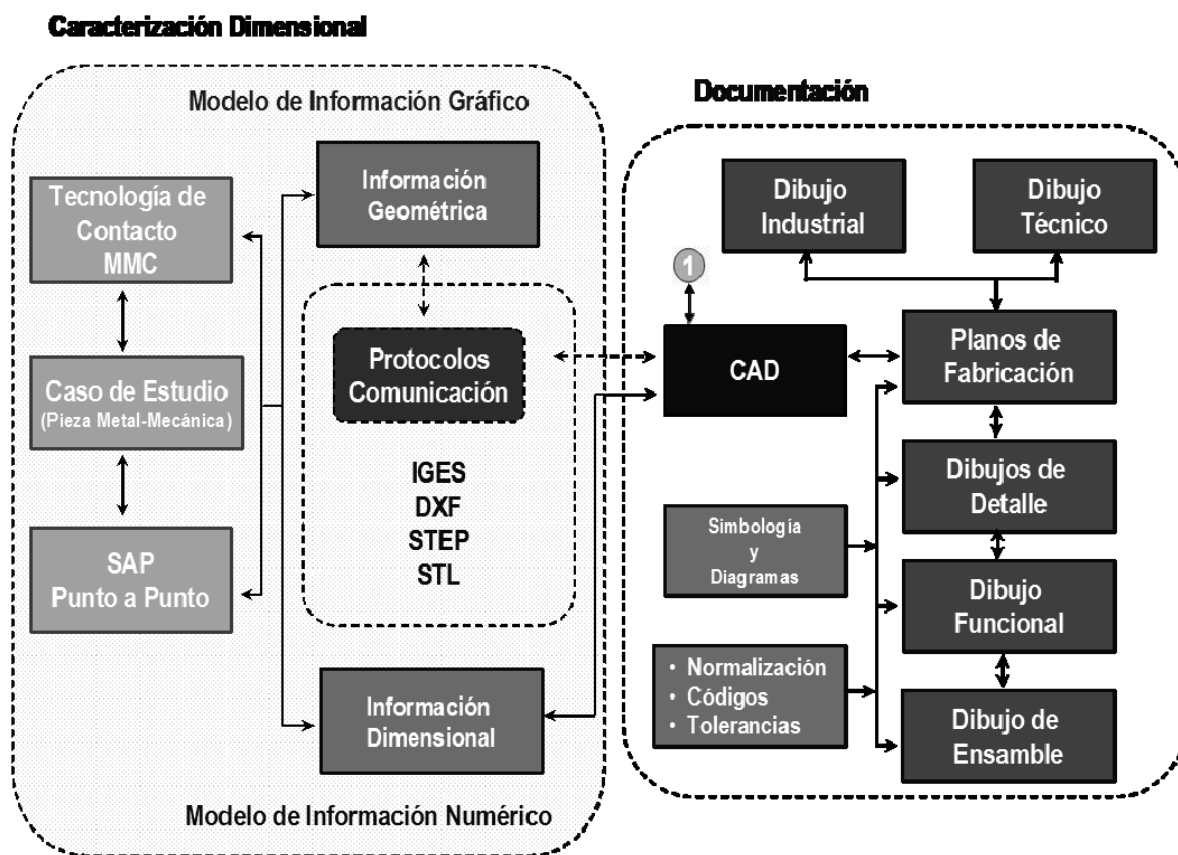 Caracterización Dimensional
Modelo de Información Gráfico
Tecnología de
Contacto
MMC
Caso de Estudio
(Pieza Metal-Mecánica)
SAP
Punto a Punto
Información
Geométrica
Protocolos
Comunicación
IGES
DXF
STEP
STL
Información
Dimensional
Modelo de Información Numérico
Documentación
Dibujo
Industrial
Dibujo
Técnico
1
CAD
Planos de
Fabricación
Dibujos de
Detalle
Simbología
y
Diagramas
Dibujo
Funcional
• Normalización
• Códigos
• Tolerancias
Dibujo de
Ensamble